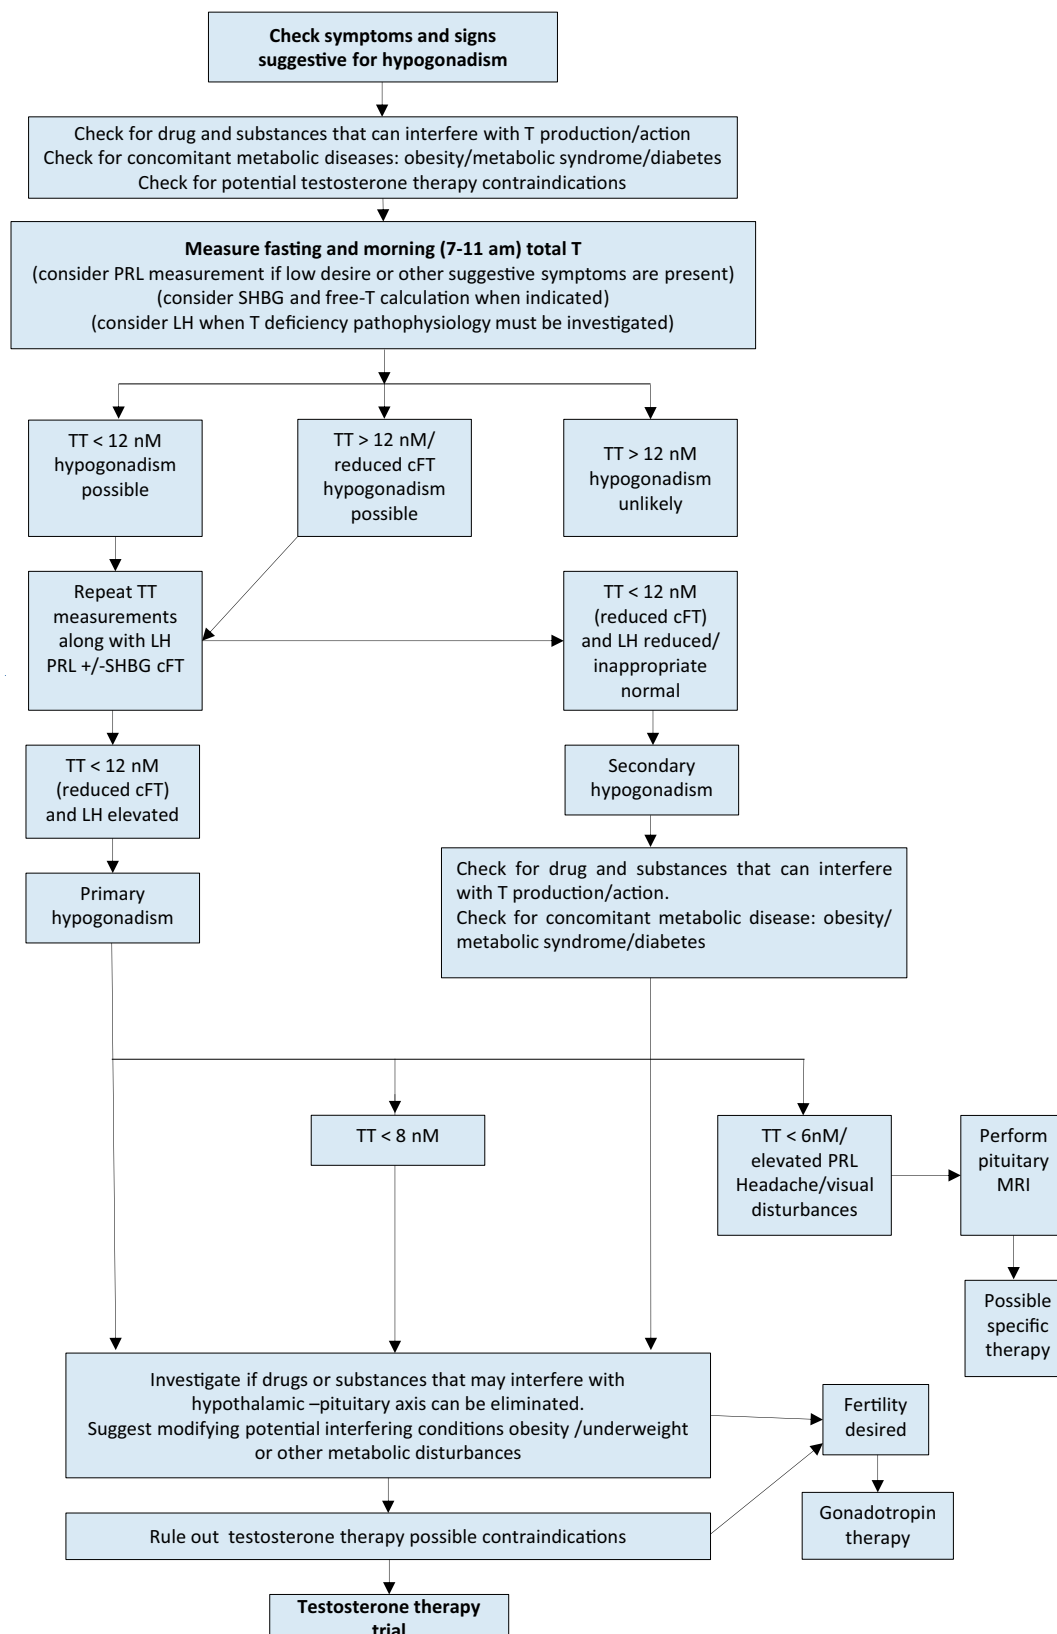 Check symptoms and signs
suggestive for hypogonadism
Check for drug and substances that can interfere with T production/action
Check for concomitant metabolic diseases: obesity/metabolic syndrome/diabetes
Check for potential testosterone therapy contraindications
Measure fasting and morning (7-11 am) total T
(consider PRL measurement if low desire or other suggestive symptoms are present)
(consider SHBG and free-T calculation when indicated)
(consider LH when T deficiency pathophysiology must be investigated)
TT < 12 nM
hypogonadism
possible
TT > 12 nM/
reduced cFT
hypogonadism
possible
TT > 12 nM
hypogonadism
unlikely
Repeat TT
measurements
along with LH
PRL +/-SHBG cFT
TT < 12 nM
(reduced cFT)
and LH reduced/
inappropriate
normal
TT < 12 nM
(reduced cFT)
and LH elevated
Secondary
hypogonadism
Primary
hypogonadism
Check for drug and substances that can interfere
with T production/action.
Check for concomitant metabolic disease: obesity/
metabolic syndrome/diabetes
TT < 8 nM
TT < 6nM/
elevated PRL
Headache/visual
disturbances
Perform
pituitary
MRI
Possible
specific
therapy
Investigate if drugs or substances that may interfere with
hypothalamic –pituitary axis can be eliminated.
Suggest modifying potential interfering conditions obesity /underweight
or other metabolic disturbances
Fertility
desired
Gonadotropin
therapy
Rule out testosterone therapy possible contraindications
Testosterone therapy
trial